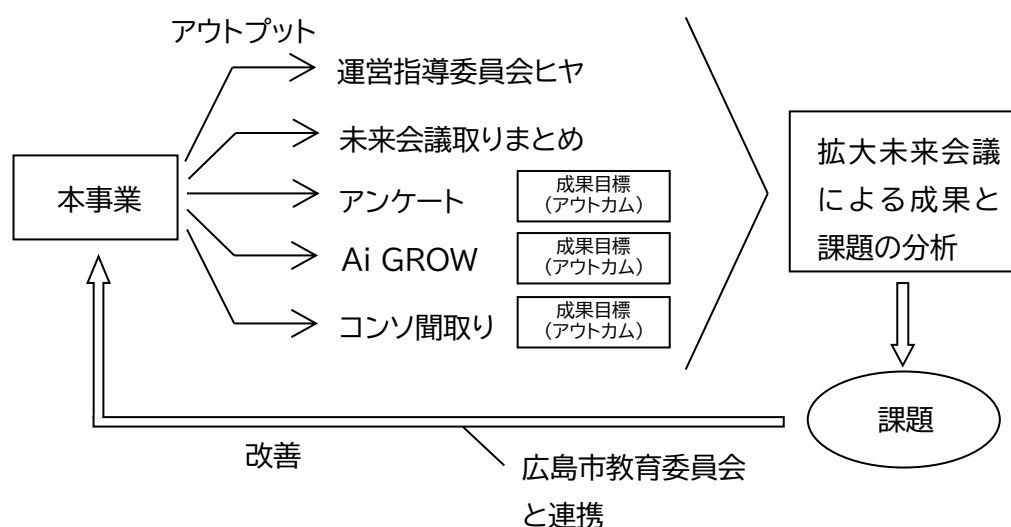 アウトプット
運営指導委員会ヒヤ
未来会議取りまとめ
本事業
アンケート
成果目標
(アウトカム)
Ai GROW
成果目標
(アウトカム)
コンソ聞取り
成果目標
(アウトカム)
拡大未来会議
による成果と
課題の分析
課題
改善
広島市教育委員会
と連携